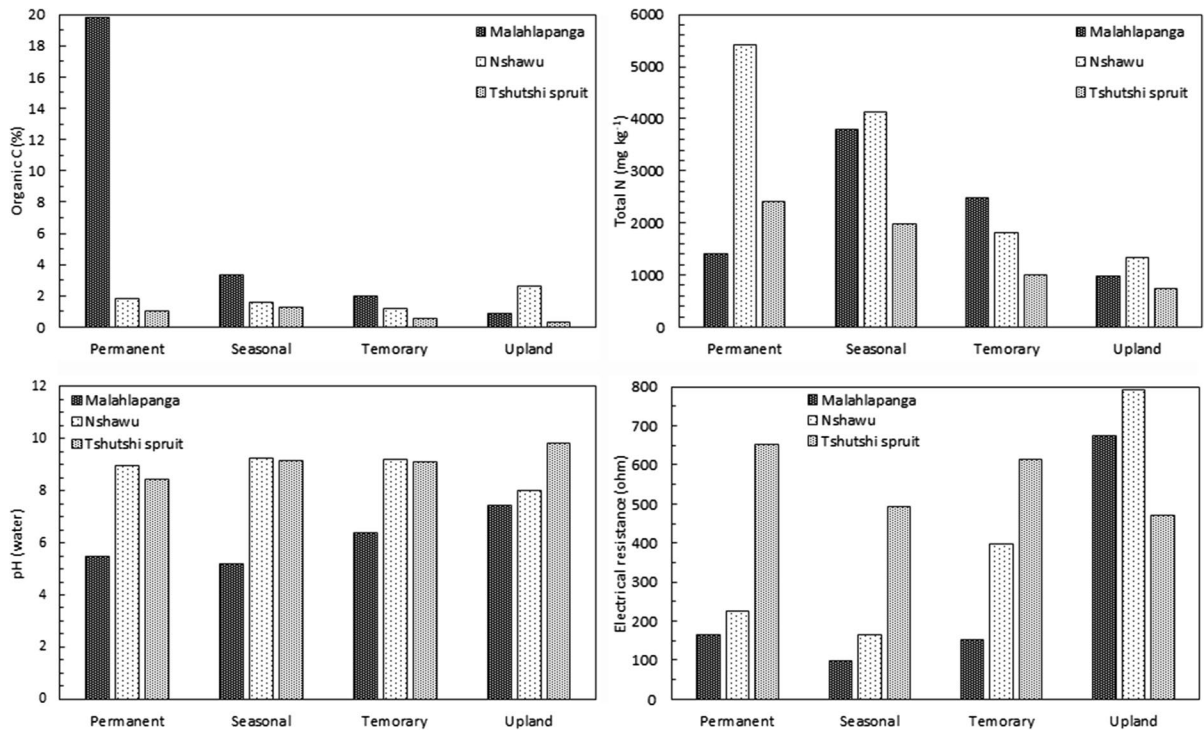 20
18
16
14
12
10
8
6
4
2
0
Organic C (%)
Malahlapanga
Nshawu
Tshutshi spruit
Permanent Seasonal Temorary Upland
6000
5000
4000
3000
2000
1000
0
Total N (mg kg⁻¹)
Malahlapanga
Nshawu
Tshutshi spruit
Permanent Seasonal Temorary Upland
12
10
8
6
4
2
0
pH (water)
Malahlapanga
Nshawu
Tshutshi spruit
Permanent Seasonal Temorary Upland
800
700
600
500
400
300
200
100
0
Electrical resistance (ohm)
Malahlapanga
Nshawu
Tshutshi spruit
Permanent Seasonal Temorary Upland